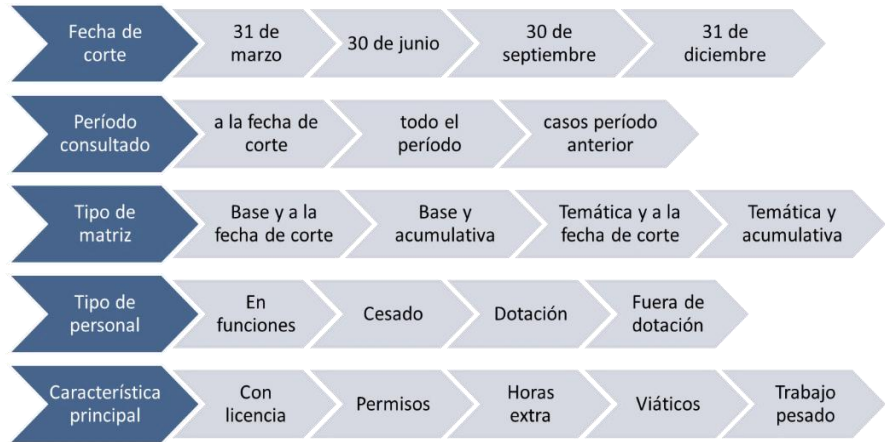 Fecha de
corte
31 de
marzo
30 de junio
30 de
septiembre
31 de
diciembre
Período
consultado
a la fecha de
corte
todo el
período
casos período
anterior
Tipo de
matriz
Base y a la
fecha de corte
Base y
acumulativa
Temática y a la
fecha de corte
Temática y
acumulativa
Tipo de
personal
En
funciones
Cesado
Dotación
Fuera de
dotación
Característica
principal
Con
licencia
Permisos
Horas
extra
Viáticos
Trabajo
pesado